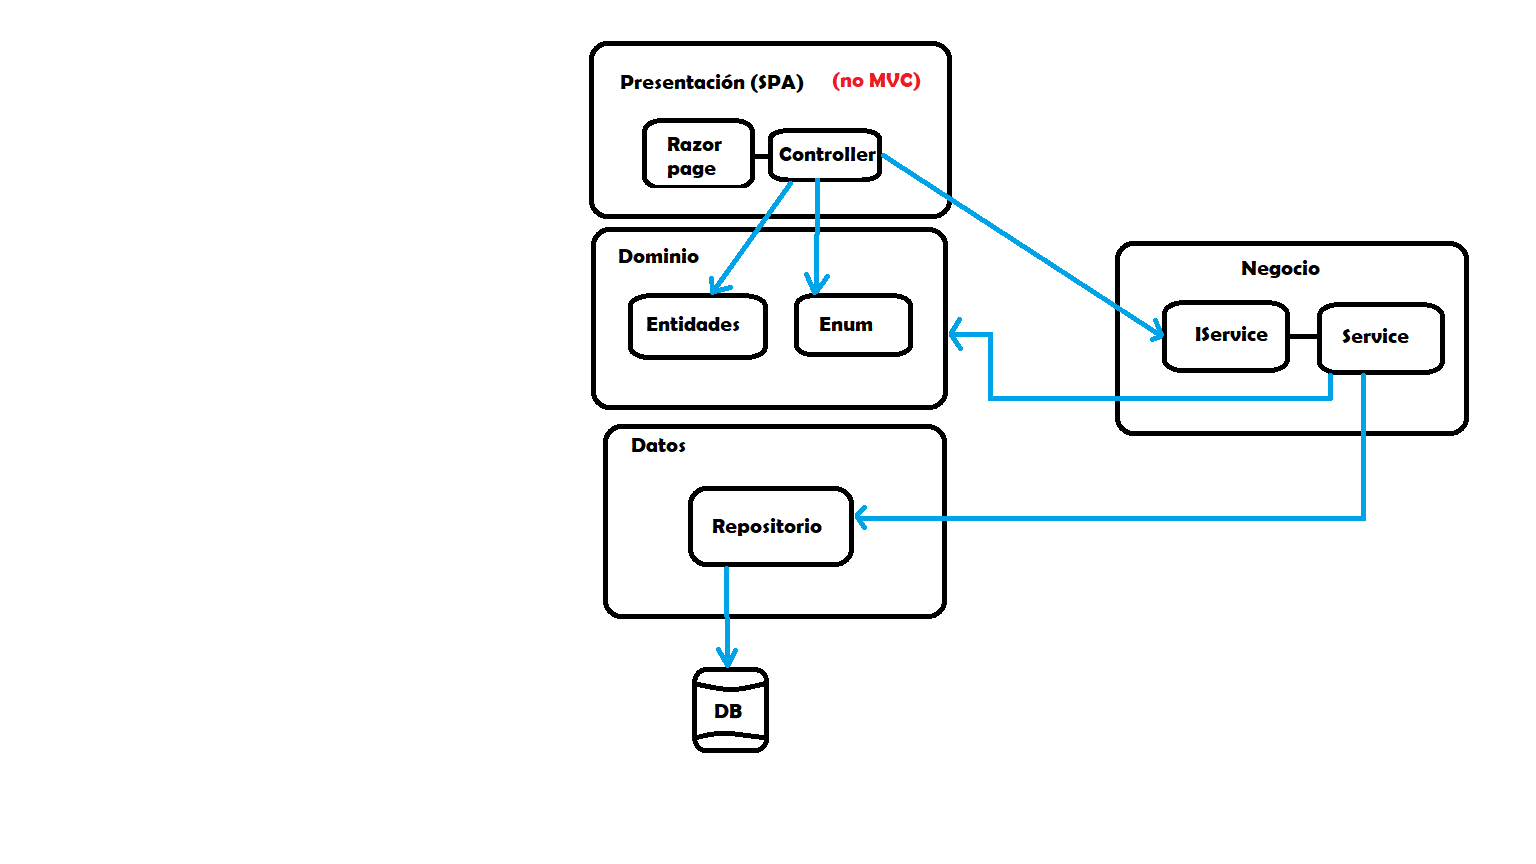 Presentación (SPA) (no MVC)
Razor
page
Controller
Dominio
Entidades
Enum
Negocio
IService
Service
Datos
Repositorio
DB